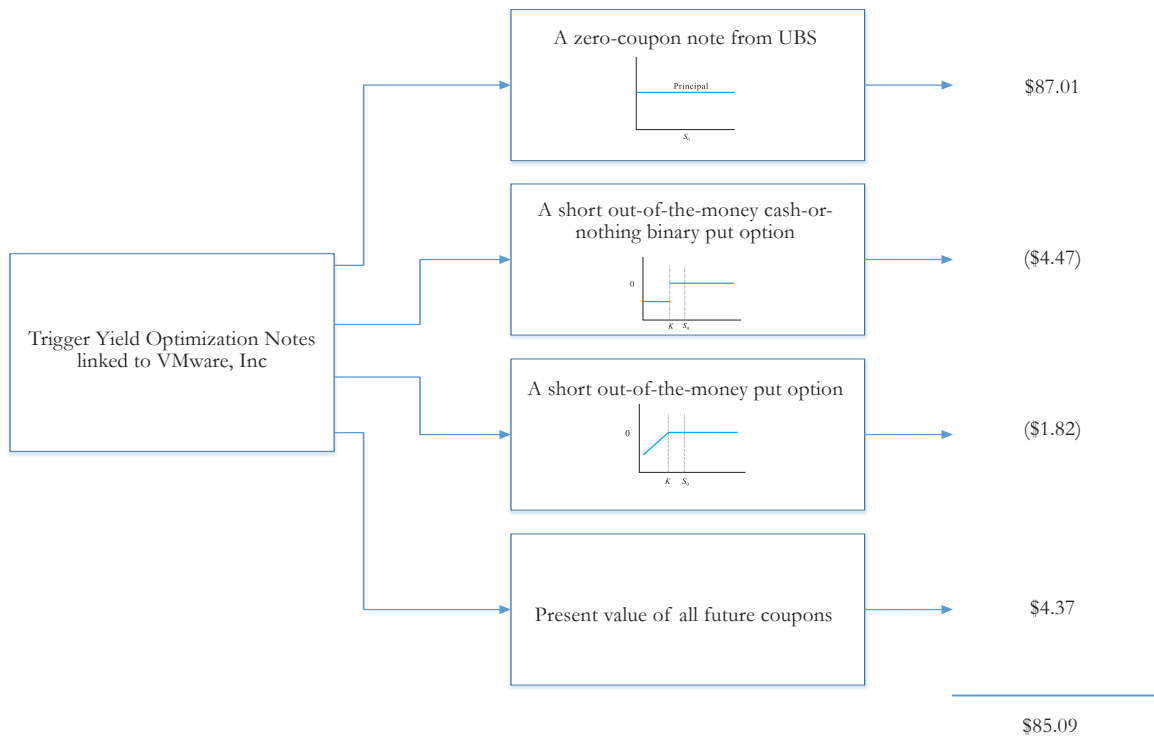 A zero-coupon note from UBS
Principal
S₀
$87.01
A short out-of-the-money cash-or-
nothing binary put option
0
K S₀
($4.47)
Trigger Yield Optimization Notes
linked to VMware, Inc
A short out-of-the-money put option
0
K S₀
($1.82)
Present value of all future coupons
$4.37
$85.09